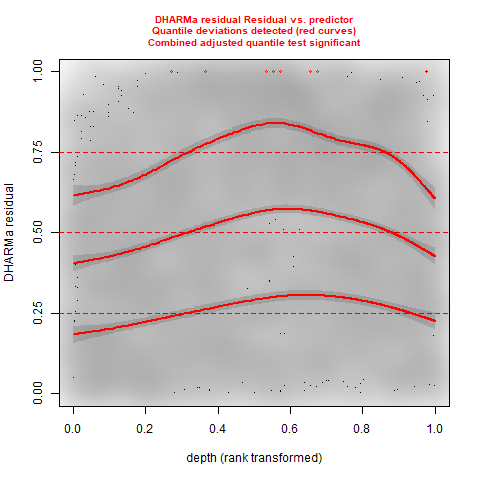 DHARMa residual Residual vs. predictor
Quantile deviations detected (red curves)
Combined adjusted quantile test significant
1.00
0.75
0.50
0.25
0.00
DHARMa residual
0.0 0.2 0.4 0.6 0.8 1.0
depth (rank transformed)